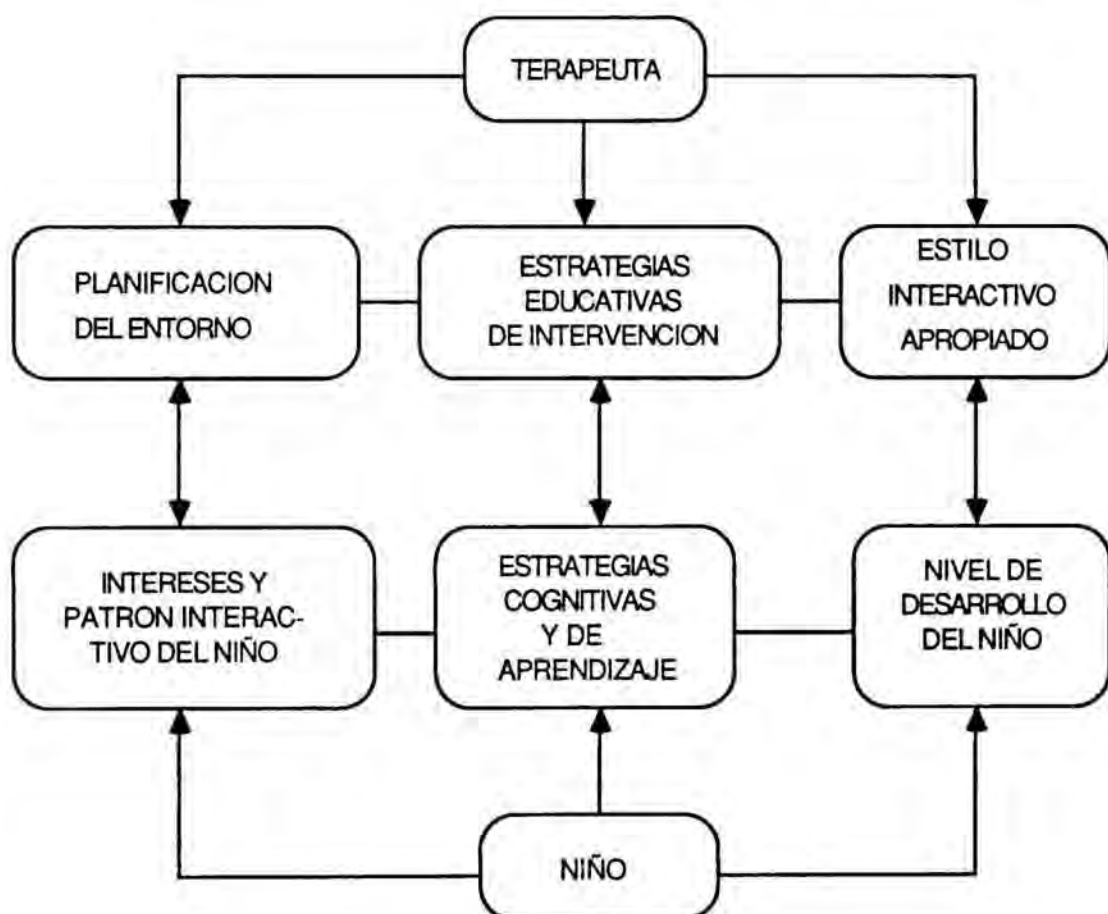 TERAPEUTA
PLANIFICACION
DEL ENTORNO
ESTRATEGIAS
EDUCATIVAS
DE INTERVENCION
ESTILO
INTERACTIVO
APROPIADO
INTERESES Y
PATRON INTERAC-
TIVO DEL NIÑO
ESTRATEGIAS
COGNITIVAS
Y DE
APRENDIZAJE
NIVEL DE
DESARROLLO
DEL NIÑO
NIÑO